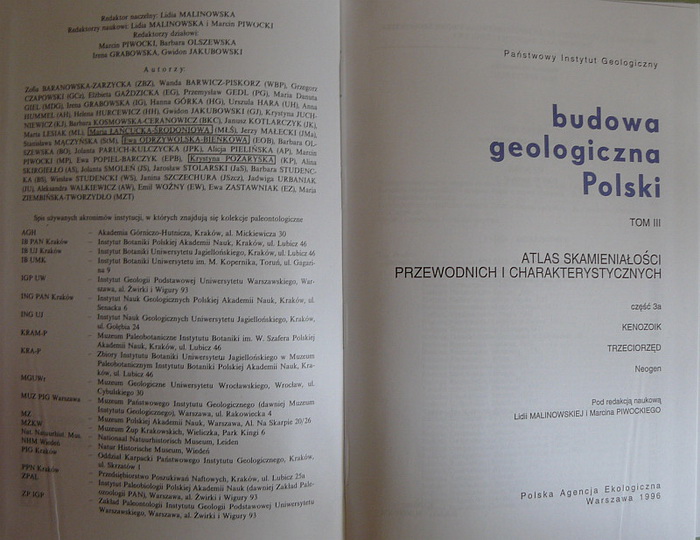 Redaktor naczelny: Lidia MALINOWSKA
Redaktorzy naukowi: Lidia MALINOWSKA i Marcin PIWOCKI
Redaktorzy działowi:
Marcin PIWOCKI, Barbara OLSZEWSKA,
Irena GRABOWSKA, Gwidon JAKUBOWSKI
Autorzy:
Zofia BARANOWSKA-ZARZYCKA (ZBZ), Wanda BARWICZ-PISKORZ (WBP), Grzegorz
CZAPOWSKI (GCz), Elżbieta GAŹDZICKA (EG), Przemysław GEDL (PG), Maria Danuta
GIEL (MDG), Irena GRABOWSKA (IG), Hanna GÓRKA (HG), Urszula HARA (UH), Anna
HUMMEL (AH), Helena HURCEWICZ (HH), Gwidon JAKUBOWSKI (GJ), Krystyna JUCH-
NIEWICZ (KJ), Barbara KOSMOWSKA-CERANOWICZ (BKC), Janusz KOTLARCZYK (JK),
Maria LESIAK (ML), Maria ŁAŃCUCKA-ŚRODONIOWA (MŁŚ), Jerzy MAŁECKI (JMa),
Stanisława MĄCZYŃSKA (SM), Ewa ODRZYWOLSKA-BIEŃKOWA (EOB), Barbara OL-
SZEWSKA (BO), Jolanta PARUCH-KULCZYCKA (JPK), Alicja PIELIŃSKA (AP), Marcin
PIWOCKI (MP), Ewa POPIEL-BARCZYK (EPB), Krystyna POŻARYSKA (KP), Alina
SKIRGIEŁŁO (AS), Jolanta SMOLEŃ (JS), Jarosław STOLARSKI (JaS), Barbara STUDENC-
KA (BS), Wiesław STUDENCKI (WS), Janina SZCZECHURA (JSzcz), Jadwiga URBANIAK
(JU), Aleksandra WALKIEWICZ (AW), Emil WOŹNY (EW), Ewa ZASTAWNIAK (EZ), Maria
ZIEMBIŃSKA-TWORZYDŁO (MZT)
Spis używanych akronimów instytucji, w których znajdują się kolekcje paleontologiczne
AGH – Akademia Górniczo-Hutnicza, Kraków, al. Mickiewicza 30
IB PAN Kraków – Instytut Botaniki Polskiej Akademii Nauk, Kraków, ul. Lubicz 46
IB UJ Kraków – Instytut Botaniki Uniwersytetu Jagiellońskiego, Kraków, ul. Lubicz 46
IB UMK – Instytut Botaniki Uniwersytetu im. M. Kopernika, Toruń, ul. Gagari-
na 9
IGP UW – Instytut Geologii Podstawowej Uniwersytetu Warszawskiego, War-
szawa, al. Żwirki i Wigury 93
ING PAN Kraków – Instytut Nauk Geologicznych Polskiej Akademii Nauk, Kraków, ul.
Senacka 6
ING UJ – Instytut Nauk Geologicznych Uniwersytetu Jagiellońskiego, Kraków,
ul. Gołębia 24
KRAM-P – Muzeum Paleobotaniczne Instytutu Botaniki im. W. Szafera Polskiej
Akademii Nauk, Kraków, ul. Lubicz 46
KRA-P – Zbiory Instytutu Botaniki Uniwersytetu Jagiellońskiego w Muzeum
Paleobotanicznym Instytutu Botaniki Polskiej Akademii Nauk, Kra-
ków, ul. Lubicz 46
MGUWr – Muzeum Geologiczne Uniwersytetu Wrocławskiego, Wrocław, ul.
Cybulskiego 30
MUZ PIG Warszawa – Muzeum Państwowego Instytutu Geologicznego (dawniej Muzeum
Instytutu Geologicznego), Warszawa, ul. Rakowiecka 4
MZ – Muzeum Polskiej Akademii Nauk, Warszawa, Al. Na Skarpie 20/26
MŻKW – Muzeum Żup Krakowskich, Wieliczka, Park Kingi 6
Nat. Natuurhist. Mus. – Nationaal Natuurhistorisch Museum, Leiden
NHM Wiedeń – Natur Historische Museum, Wiedeń
PIG Kraków – Oddział Karpacki Państwowego Instytutu Geologicznego, Kraków,
ul. Skrzatów 1
PPN Kraków – Przedsiębiorstwo Poszukiwań Naftowych, Kraków, ul. Lubicz 25a
ZPAL – Instytut Paleobiologii Polskiej Akademii Nauk (dawniej Zakład Pale-
ozoologii PAN), Warszawa, al. Żwirki i Wigury 93
ZP IGP – Zakład Paleontologii Instytutu Geologii Podstawowej Uniwersytetu
Warszawskiego, Warszawa, al. Żwirki i Wigury 93
Państwowy Instytut Geologiczny
budowa
geologiczna
Polski
TOM III
ATLAS SKAMIENIAŁOŚCI
PRZEWODNICH I CHARAKTERYSTYCZNYCH
część 3a
KENOZOIK
TRZECIORZĘD
Neogen
Pod redakcją naukową
Lidii MALINOWSKIEJ i Marcina PIWOCKIEGO
Polska Agencja Ekologiczna
Warszawa 1996